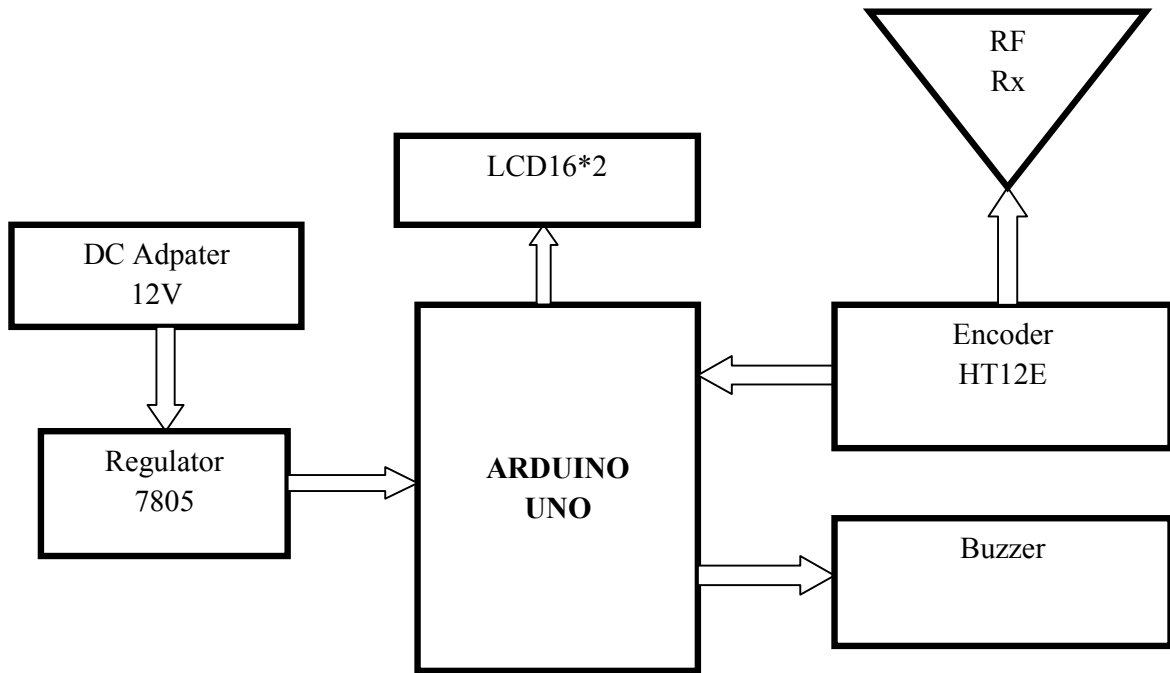 RF
Rx
LCD16*2
DC Adpater
12V
Encoder
HT12E
Regulator
7805
ARDUINO
UNO
Buzzer